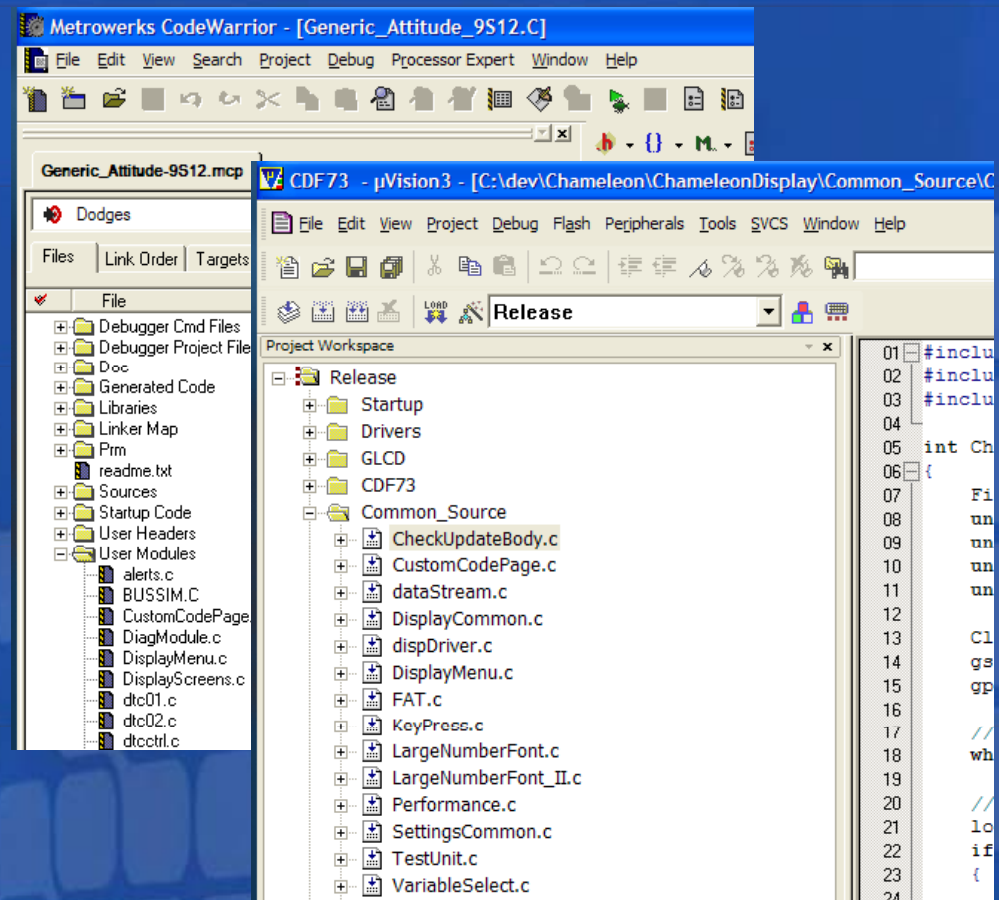 Metrowerks CodeWarrior - [Generic_Attitude_9S12.C]
File Edit View Search Project Debug Processor Expert Window Help
Generic_Attitude-9S12.mcp
Dodges
Files Link Order Targets
File
Debugger Cmd Files
Debugger Project File
Doc
Generated Code
Libraries
Linker Map
Prm
readme.txt
Sources
Startup Code
User Headers
User Modules
alerts.c
BUSSIM.C
CustomCodePage.
DiagModule.c
DisplayMenu.c
DisplayScreens.c
dtc01.c
dtc02.c
dtcctrl.c
CDF73 - µVision3 - [C:\dev\Chameleon\ChameleonDisplay\Common_Source\C
File Edit View Project Debug Flash Peripherals Tools SVCS Window Help
LOAD Release
Project Workspace
Release
Startup
Drivers
GLCD
CDF73
Common_Source
CheckUpdateBody.c
CustomCodePage.c
dataStream.c
DisplayCommon.c
dispDriver.c
DisplayMenu.c
FAT.c
KeyPress.c
LargeNumberFont.c
LargeNumberFont_II.c
Performance.c
SettingsCommon.c
TestUnit.c
VariableSelect.c
01 #inclu
02 #inclu
03 #inclu
04
05 int Ch
06 {
07 Fi
08 un
09 un
10 un
11 un
12
13 Cl
14 gs
15 gp
16
17 //
18 wh
19
20 //
21 lo
22 if
23 {
24